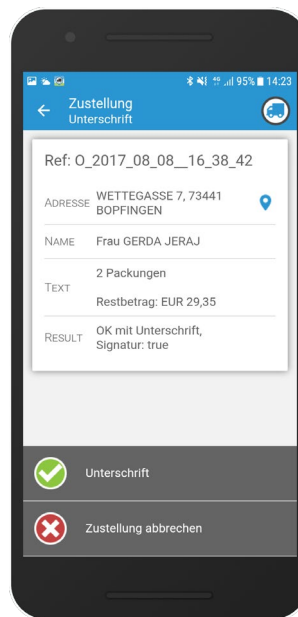 95% 14:23
Zustellung
Unterschrift
Ref: O_2017_08_08__16_38_42
ADRESSE WETTEGASSE 7, 73441
BOPFINGEN
NAME Frau GERDA JERAJ
TEXT 2 Packungen
Restbetrag: EUR 29,35
RESULT OK mit Unterschrift,
Signatur: true
Unterschrift
Zustellung abbrechen